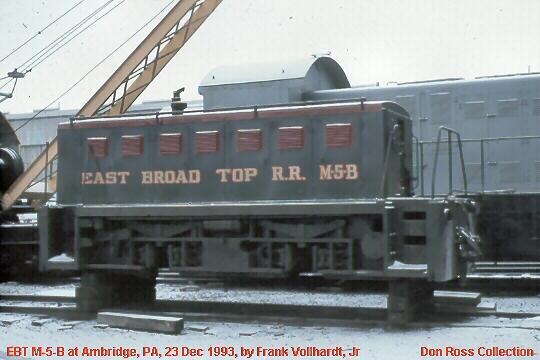 EAST BROAD TOP R.R. M-5-B
EBT M-5-B at Ambridge, PA, 23 Dec 1993, by Frank Vollhardt, Jr Don Ross Collection